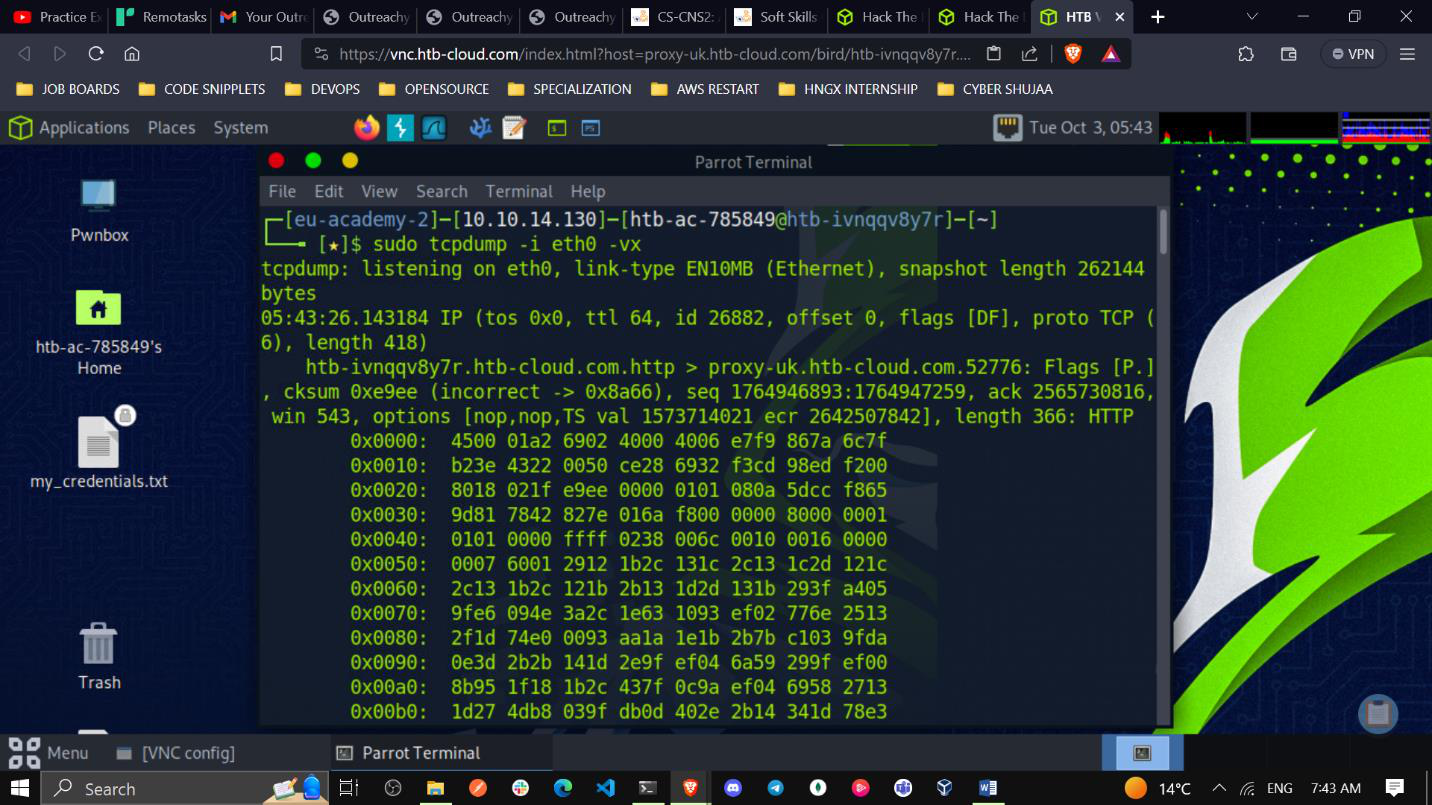 Practice Ex
Remotasks
Your Outre
Outreachy
Outreachy
Outreachy
CS-CNS2: A
Soft Skills
Hack The
Hack The
HTB V
https://vnc.htb-cloud.com/index.html?host=proxy-uk.htb-cloud.com/bird/htb-ivnqqv8y7r....
VPN
JOB BOARDS
CODE SNIPPLETS
DEVOPS
OPENSOURCE
SPECIALIZATION
AWS RESTART
HNGX INTERNSHIP
CYBER SHUJAA
Applications Places System
Tue Oct 3, 05:43
Parrot Terminal
File Edit View Search Terminal Help
┌─[eu-academy-2]─[10.10.14.130]─[htb-ac-785849@htb-ivnqqv8y7r]─[~]
└──╼ [★]$ sudo tcpdump -i eth0 -vx
tcpdump: listening on eth0, link-type EN10MB (Ethernet), snapshot length 262144
bytes
05:43:26.143184 IP (tos 0x0, ttl 64, id 26882, offset 0, flags [DF], proto TCP (
6), length 418)
htb-ivnqqv8y7r.htb-cloud.com.http > proxy-uk.htb-cloud.com.52776: Flags [P.]
, cksum 0xe9ee (incorrect -> 0x8a66), seq 1764946893:1764947259, ack 2565730816,
win 543, options [nop,nop,TS val 1573714021 ecr 2642507842], length 366: HTTP
0x0000: 4500 01a2 6902 4000 4006 e7f9 867a 6c7f
0x0010: b23e 4322 0050 ce28 6932 f3cd 98ed f200
0x0020: 8018 021f e9ee 0000 0101 080a 5dcc f865
0x0030: 9d81 7842 827e 016a f800 0000 8000 0001
0x0040: 0101 0000 ffff 0238 006c 0010 0016 0000
0x0050: 0007 6001 2912 1b2c 131c 2c13 1c2d 121c
0x0060: 2c13 1b2c 121b 2b13 1d2d 131b 293f a405
0x0070: 9fe6 094e 3a2c 1e63 1093 ef02 776e 2513
0x0080: 2f1d 74e0 0093 aa1a 1e1b 2b7b c103 9fda
0x0090: 0e3d 2b2b 141d 2e9f ef04 6a59 299f ef00
0x00a0: 8b95 1f18 1b2c 437f 0c9a ef04 6958 2713
0x00b0: 1d27 4db8 039f db0d 402e 2b14 341d 78e3
Pwnbox
htb-ac-785849's
Home
my_credentials.txt
Trash
Menu
[VNC config]
Parrot Terminal
Search
14°C
ENG
7:43 AM